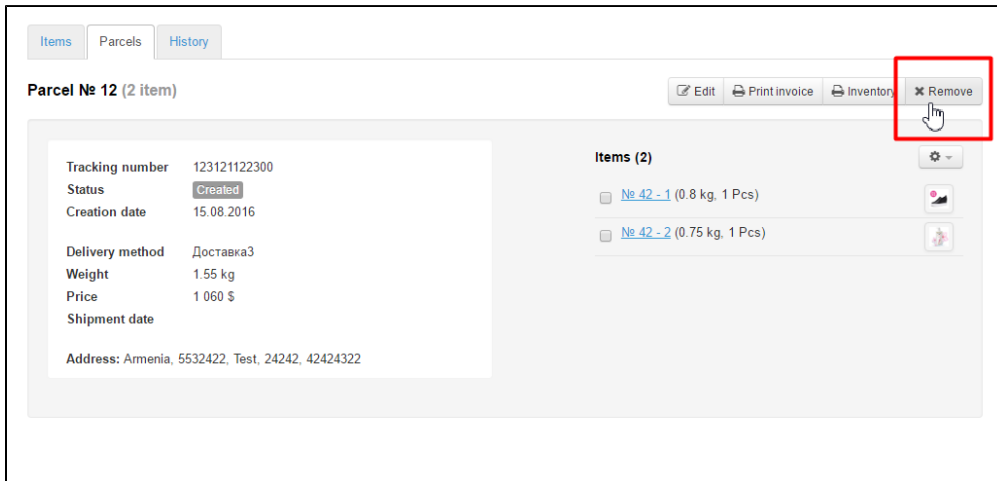 Items Parcels History
Parcel № 12 (2 item)
Edit Print invoice Inventory Remove
Tracking number 123121122300
Status Created
Creation date 15.08.2016
Delivery method Доставка3
Weight 1.55 kg
Price 1 060 $
Shipment date
Address: Armenia, 5532422, Test, 24242, 42424322
Items (2)
№ 42 - 1 (0.8 kg, 1 Pcs)
№ 42 - 2 (0.75 kg, 1 Pcs)